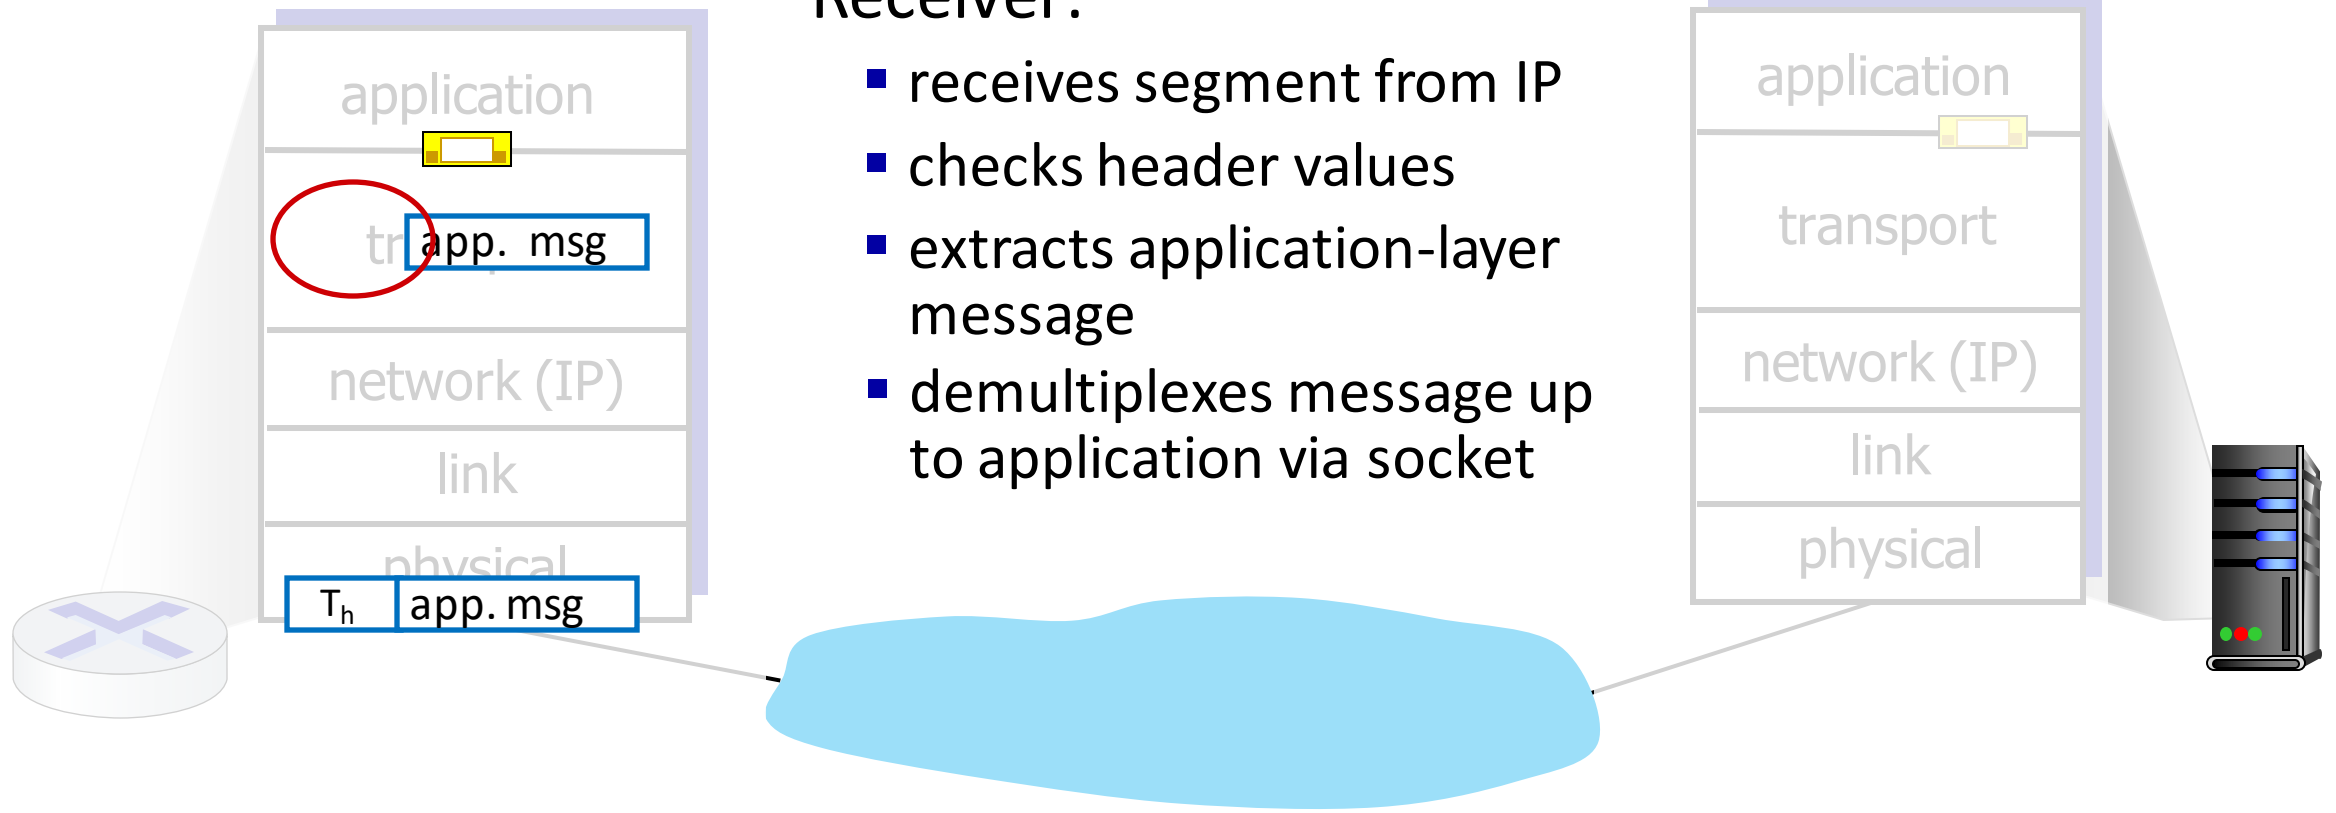 Receiver:
receives segment from IP
checks header values
extracts application-layer
message
demultiplexes message up
to application via socket
application
app. msg
network (IP)
link
physical
Th app. msg
application
transport
network (IP)
link
physical